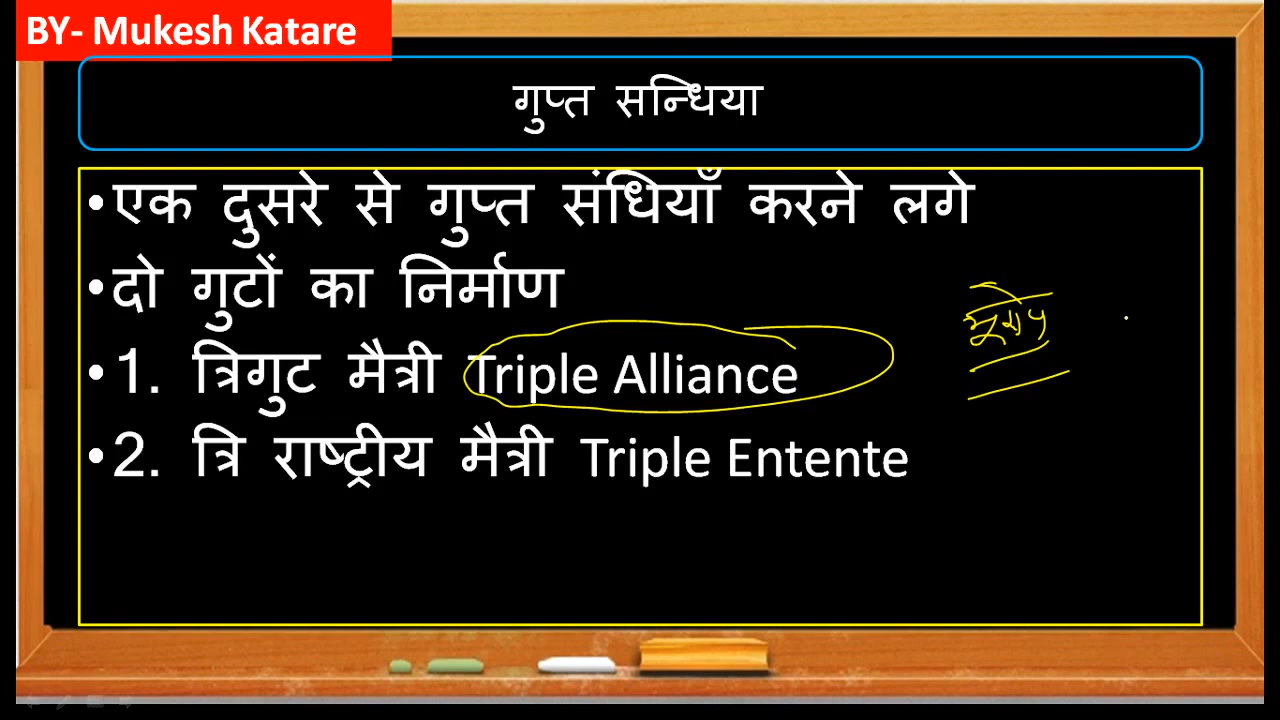 BY- Mukesh Katare
गुप्त सन्धिया
•एक दुसरे से गुप्त संधियाँ करने लगे
•दो गुटों का निर्माण
•1. त्रिगुट मैत्री Triple Alliance
•2. त्रि राष्ट्रीय मैत्री Triple Entente